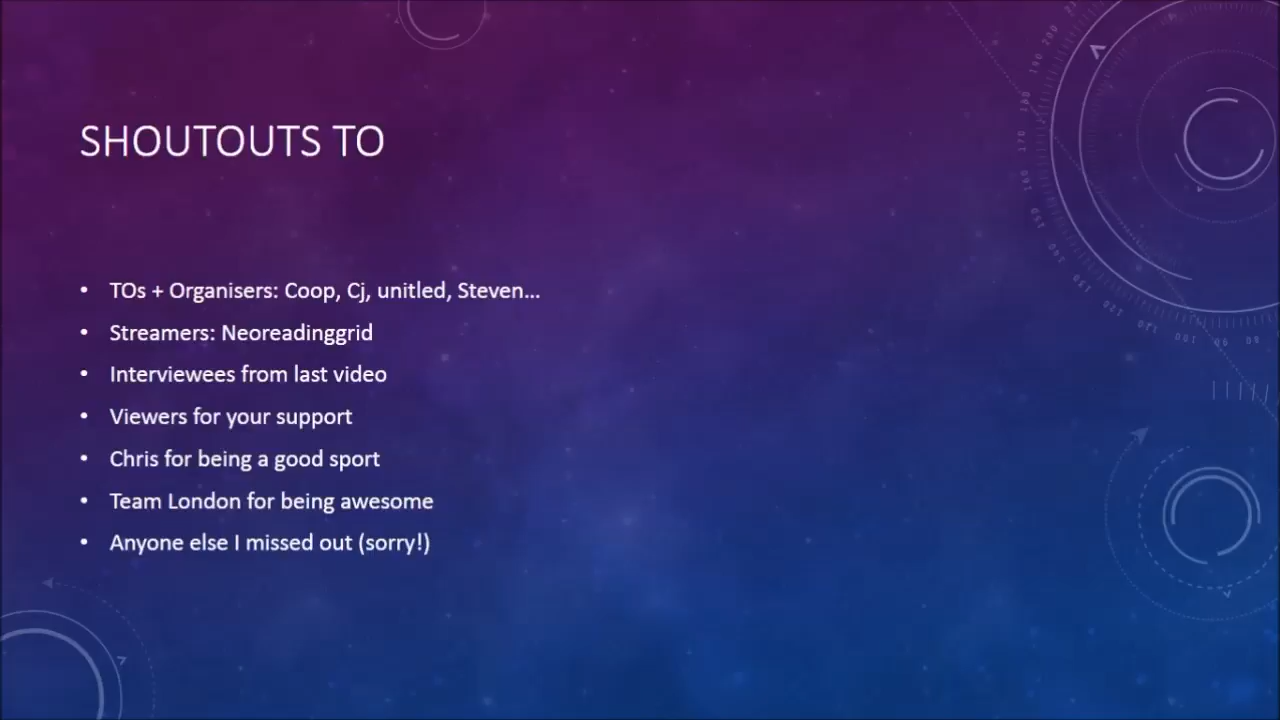 SHOUTOUTS TO
• TOs + Organisers: Coop, Cj, unitled, Steven...
• Streamers: Neoreadinggrid
• Interviewees from last video
• Viewers for your support
• Chris for being a good sport
• Team London for being awesome
• Anyone else I missed out (sorry!)